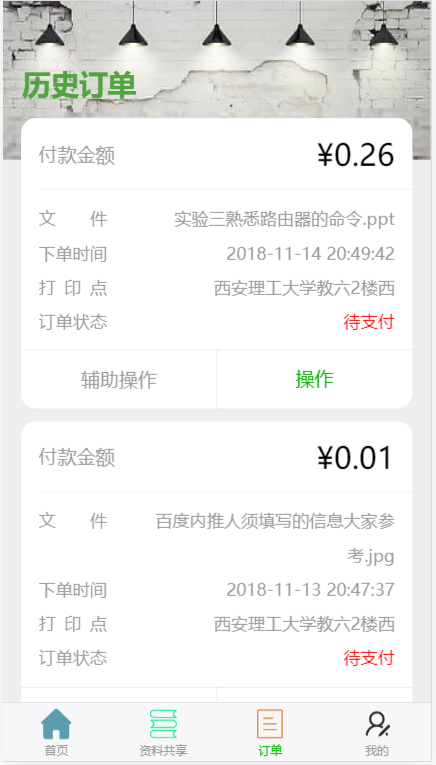 历史订单
付款金额 ¥0.26
文 件 实验三熟悉路由器的命令.ppt
下单时间 2018-11-14 20:49:42
打 印 点 西安理工大学教六2楼西
订单状态 待支付
辅助操作 操作
付款金额 ¥0.01
文 件 百度内推人须填写的信息大家参
考.jpg
下单时间 2018-11-13 20:47:37
打 印 点 西安理工大学教六2楼西
订单状态 待支付
首页 资料共享 订单 我的